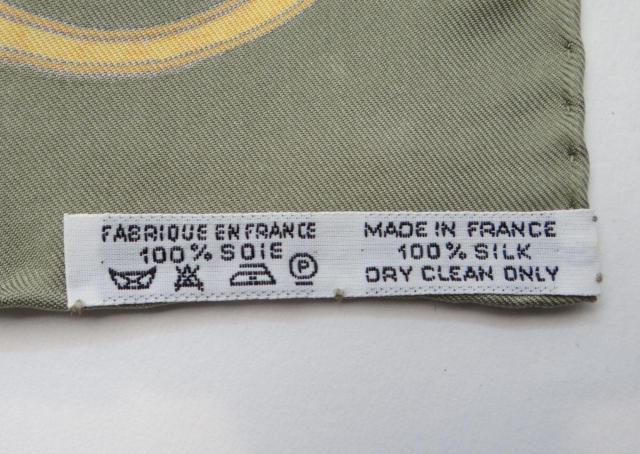 FABRIQUE EN FRANCE
100% SOIE
P
MADE IN FRANCE
100% SILK
DRY CLEAN ONLY